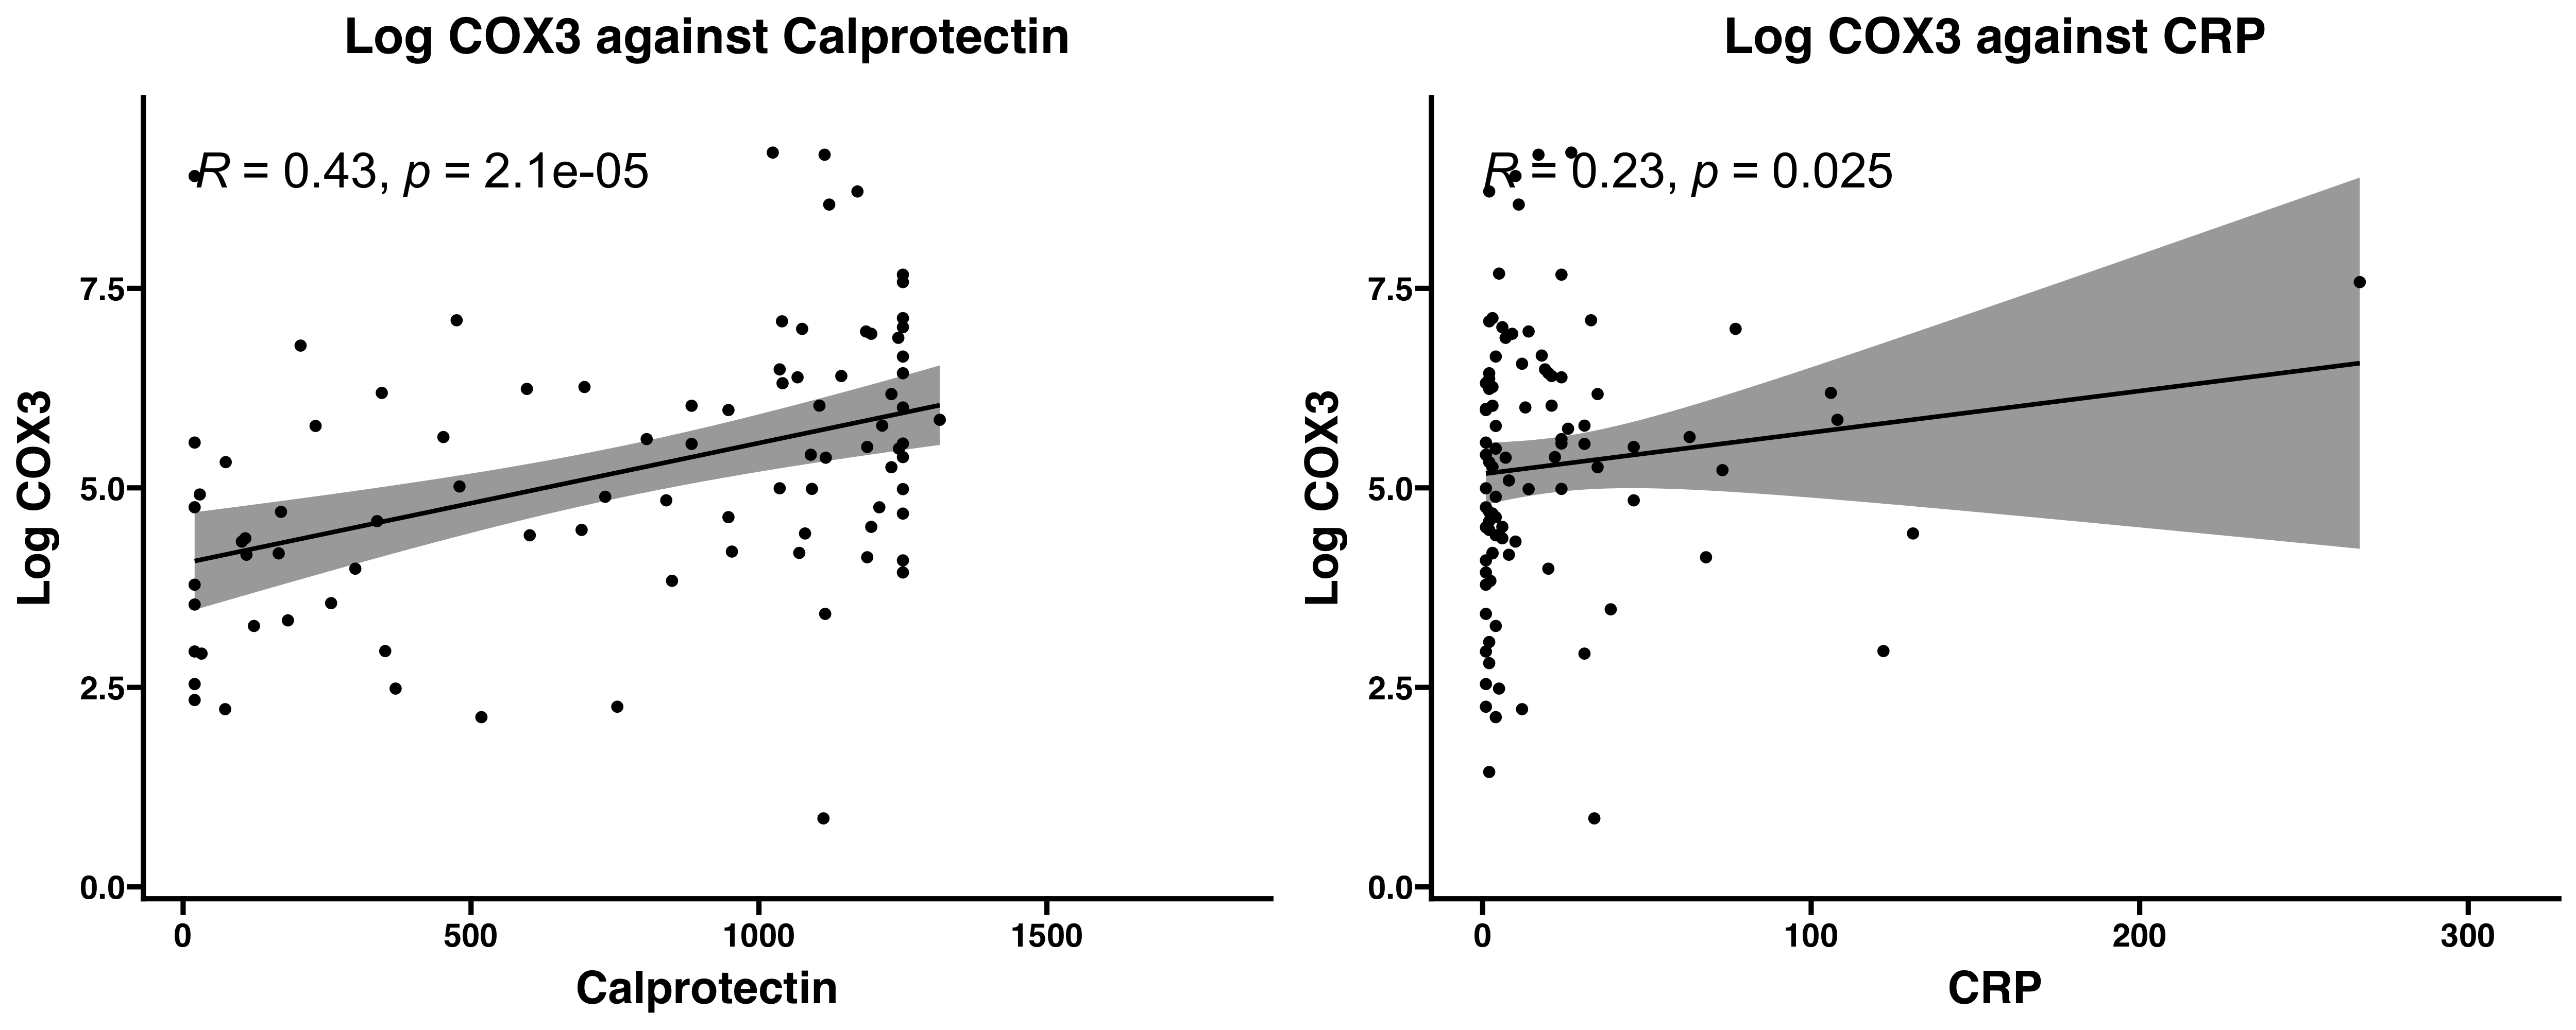 Log COX3 against Calprotectin
R = 0.43, p = 2.1e-05
Log COX3
7.5
5.0
2.5
0.0
0
500
1000
1500
Calprotectin
Log COX3 against CRP
R = 0.23, p = 0.025
Log COX3
7.5
5.0
2.5
0.0
0
100
200
300
CRP